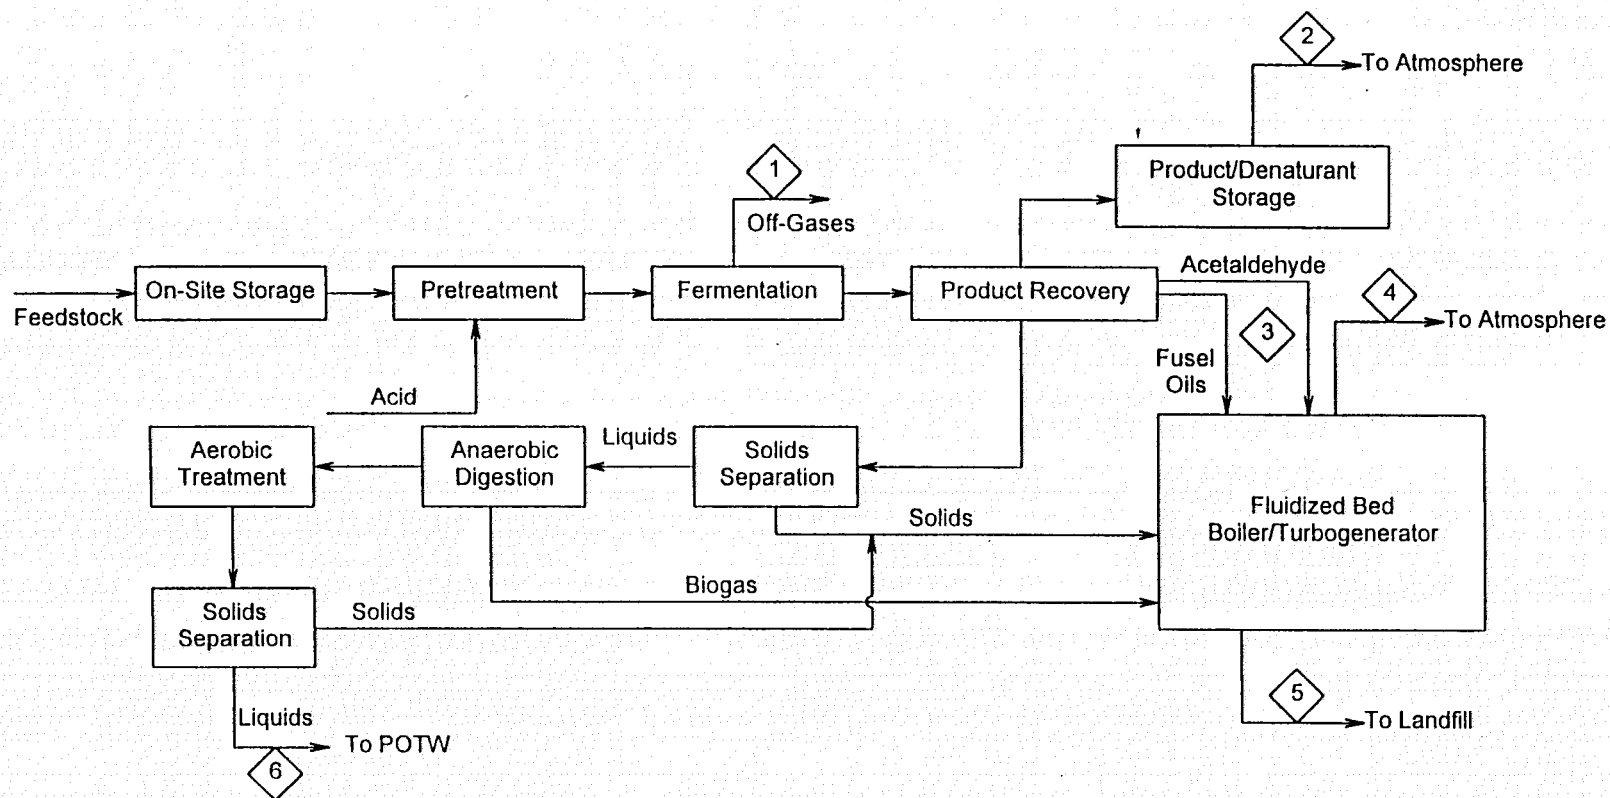 2
To Atmosphere
1
Off-Gases
Product/Denaturant
Storage
Feedstock
On-Site Storage
Pretreatment
Fermentation
Product Recovery
Acetaldehyde
4
To Atmosphere
3
Fusel
Oils
Acid
Aerobic
Treatment
Anaerobic
Digestion
Liquids
Solids
Separation
Solids
Fluidized Bed
Boiler/Turbogenerator
Biogas
Solids
Separation
Solids
5
To Landfill
Liquids
To POTW
6